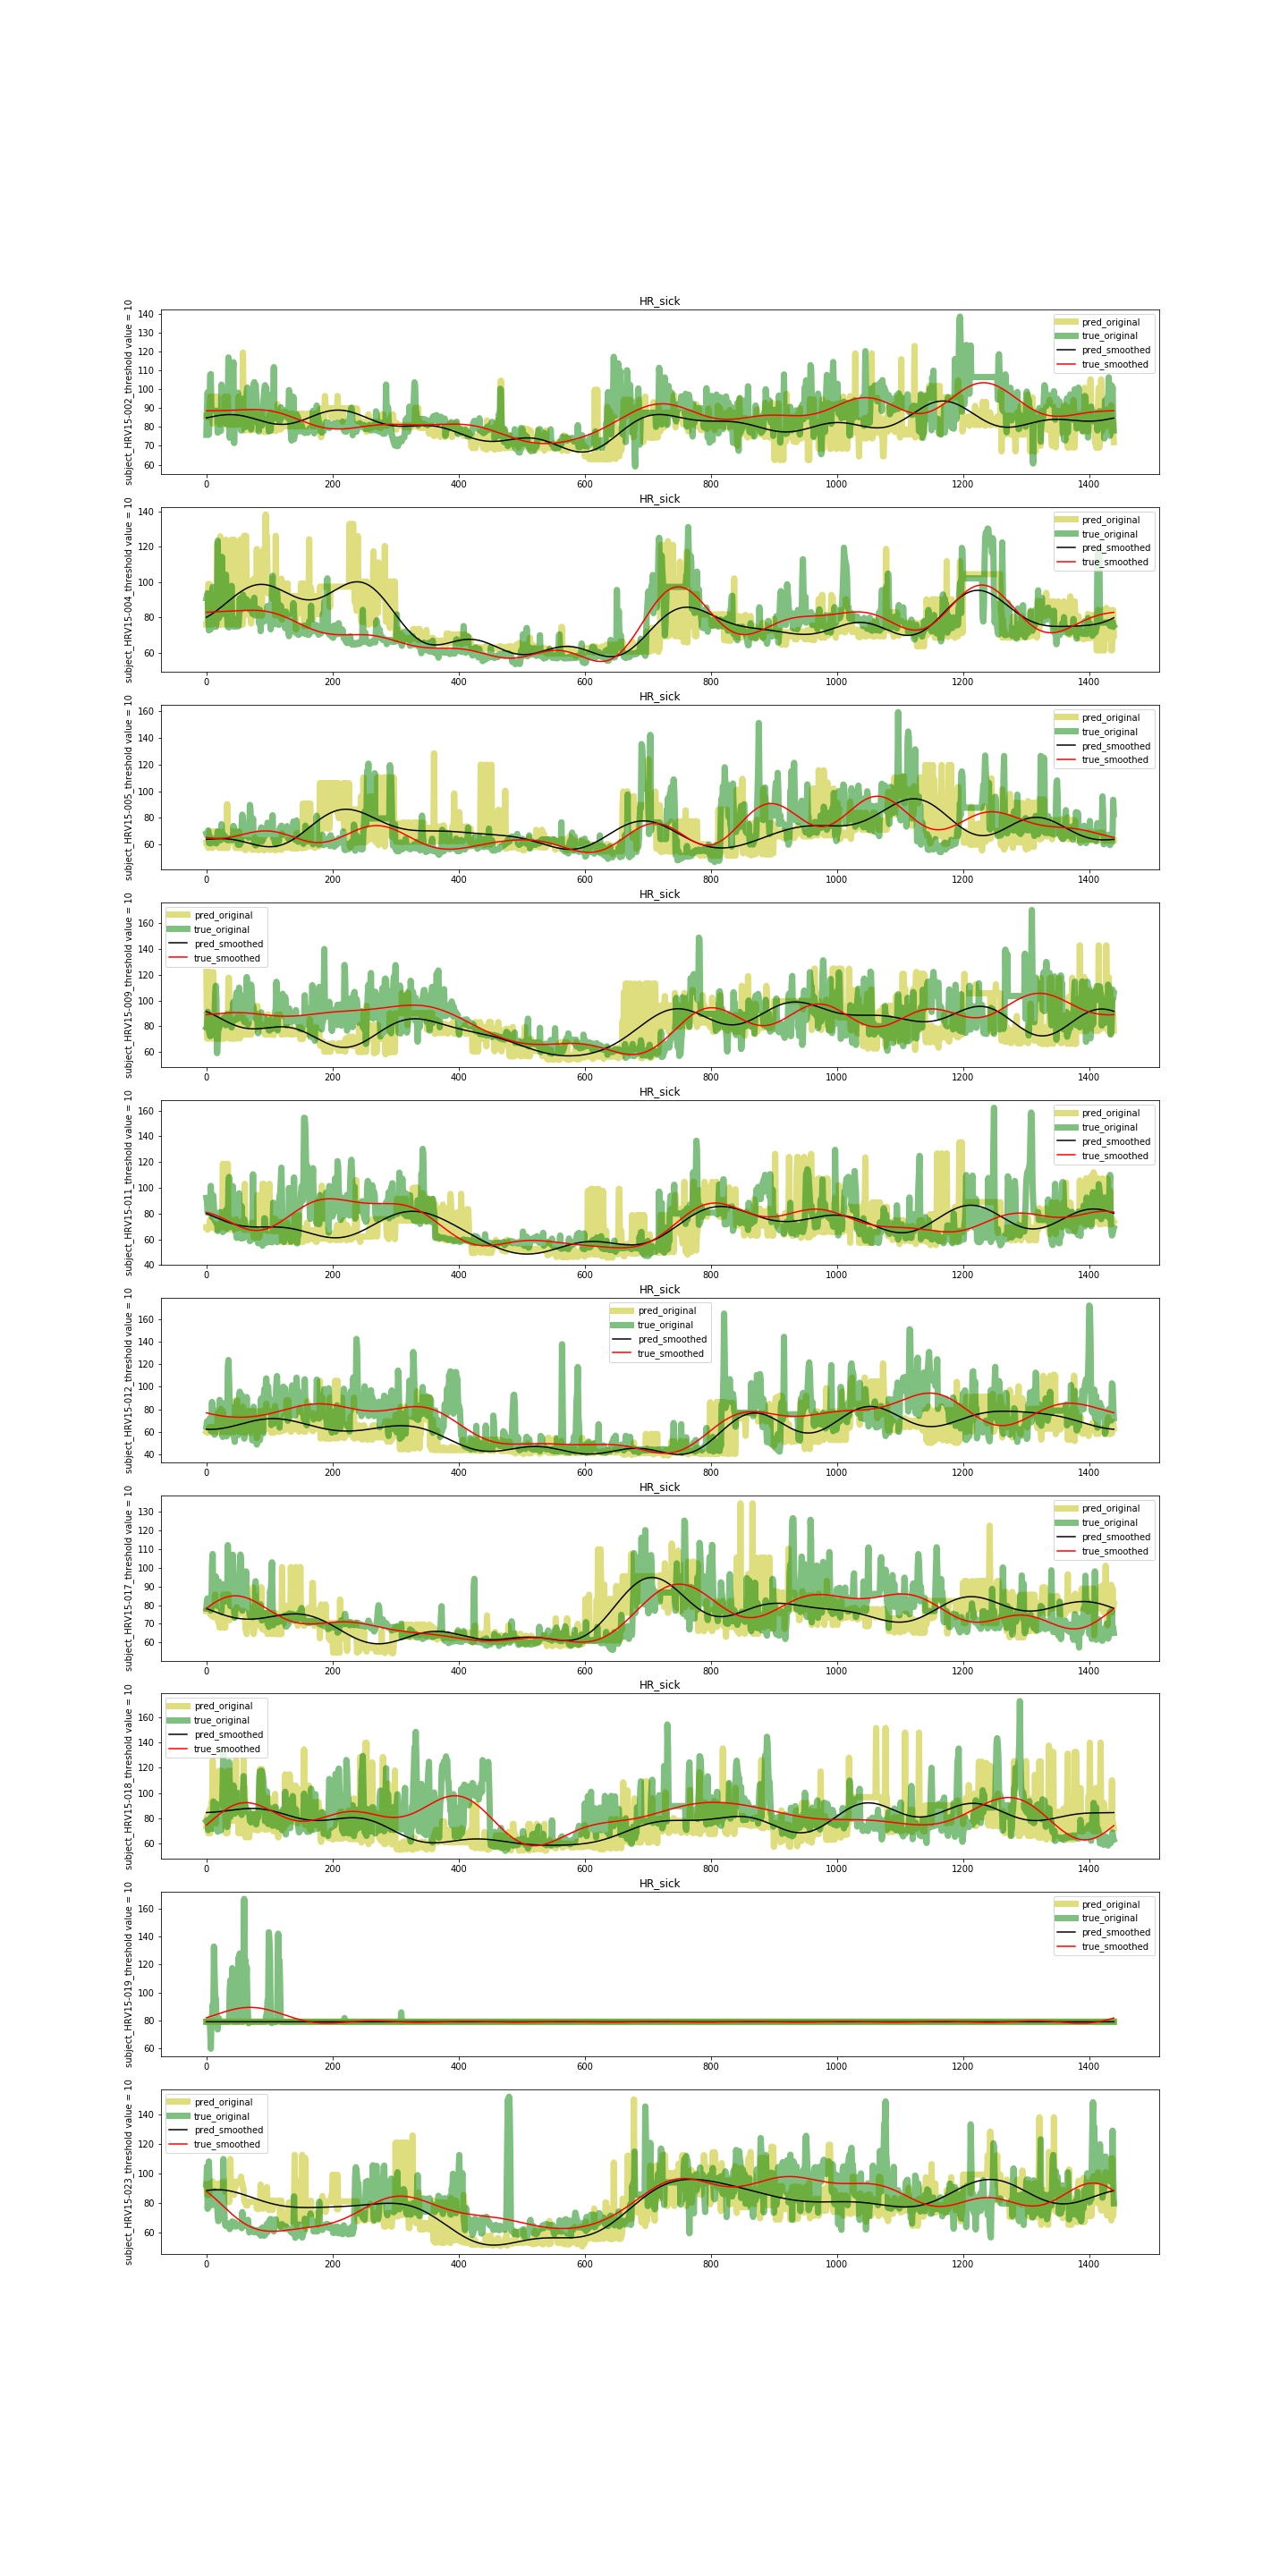 HR_sick
subject_HRV15-002_threshold value = 10
140
130
120
110
100
90
80
70
60
pred_original
true_original
pred_smoothed
true_smoothed
0 200 400 600 800 1000 1200 1400
HR_sick
subject_HRV15-004_threshold value = 10
140
120
100
80
60
pred_original
true_original
pred_smoothed
true_smoothed
0 200 400 600 800 1000 1200 1400
HR_sick
subject_HRV15-005_threshold value = 10
160
140
120
100
80
60
pred_original
true_original
pred_smoothed
true_smoothed
0 200 400 600 800 1000 1200 1400
HR_sick
subject_HRV15-009_threshold value = 10
160
140
120
100
80
60
pred_original
true_original
pred_smoothed
true_smoothed
0 200 400 600 800 1000 1200 1400
HR_sick
subject_HRV15-011_threshold value = 10
160
140
120
100
80
60
40
pred_original
true_original
pred_smoothed
true_smoothed
0 200 400 600 800 1000 1200 1400
HR_sick
subject_HRV15-012_threshold value = 10
160
140
120
100
80
60
40
pred_original
true_original
pred_smoothed
true_smoothed
0 200 400 600 800 1000 1200 1400
HR_sick
subject_HRV15-017_threshold value = 10
130
120
110
100
90
80
70
60
pred_original
true_original
pred_smoothed
true_smoothed
0 200 400 600 800 1000 1200 1400
HR_sick
subject_HRV15-018_threshold value = 10
160
140
120
100
80
60
pred_original
true_original
pred_smoothed
true_smoothed
0 200 400 600 800 1000 1200 1400
HR_sick
subject_HRV15-019_threshold value = 10
160
140
120
100
80
60
pred_original
true_original
pred_smoothed
true_smoothed
0 200 400 600 800 1000 1200 1400
HR_sick
subject_HRV15-023_threshold value = 10
140
120
100
80
60
pred_original
true_original
pred_smoothed
true_smoothed
0 200 400 600 800 1000 1200 1400